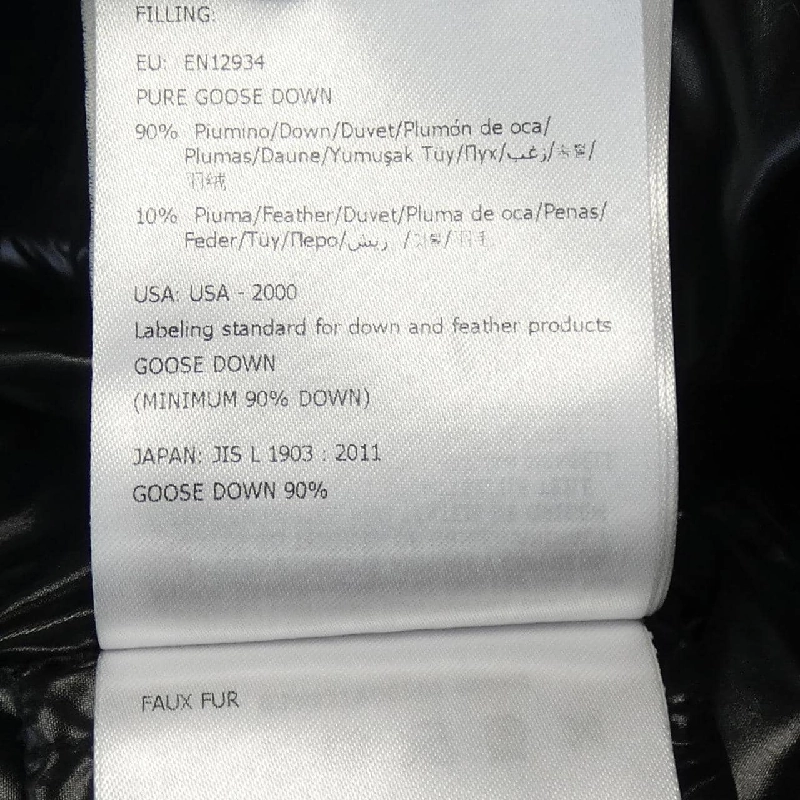 FILLING:
EU: EN12934
PURE GOOSE DOWN
90% Piumino/Down/Duvet/Plumón de oca/
Plumas/Daune/Yumuşak Tüy/Пух/زغب/
羽绒
10% Piuma/Feather/Duvet/Pluma de oca/Penas/
Feder/Tüy/Перо/ريش /
USA: USA - 2000
Labeling standard for down and feather products
GOOSE DOWN
(MINIMUM 90% DOWN)
JAPAN: JIS L 1903 : 2011
GOOSE DOWN 90%
FAUX FUR